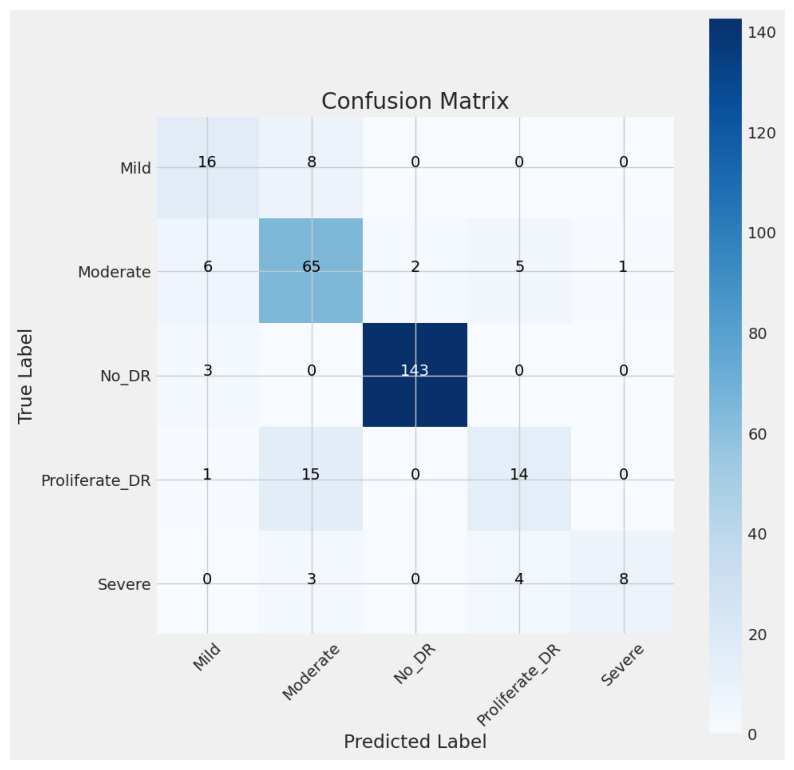 Confusion Matrix
True Label
Mild 16 8 0 0 0
Moderate 6 65 2 5 1
No_DR 3 0 143 0 0
Proliferate_DR 1 15 0 14 0
Severe 0 3 0 4 8
Mild Moderate No_DR Proliferate_DR Severe
Predicted Label
140
120
100
80
60
40
20
0